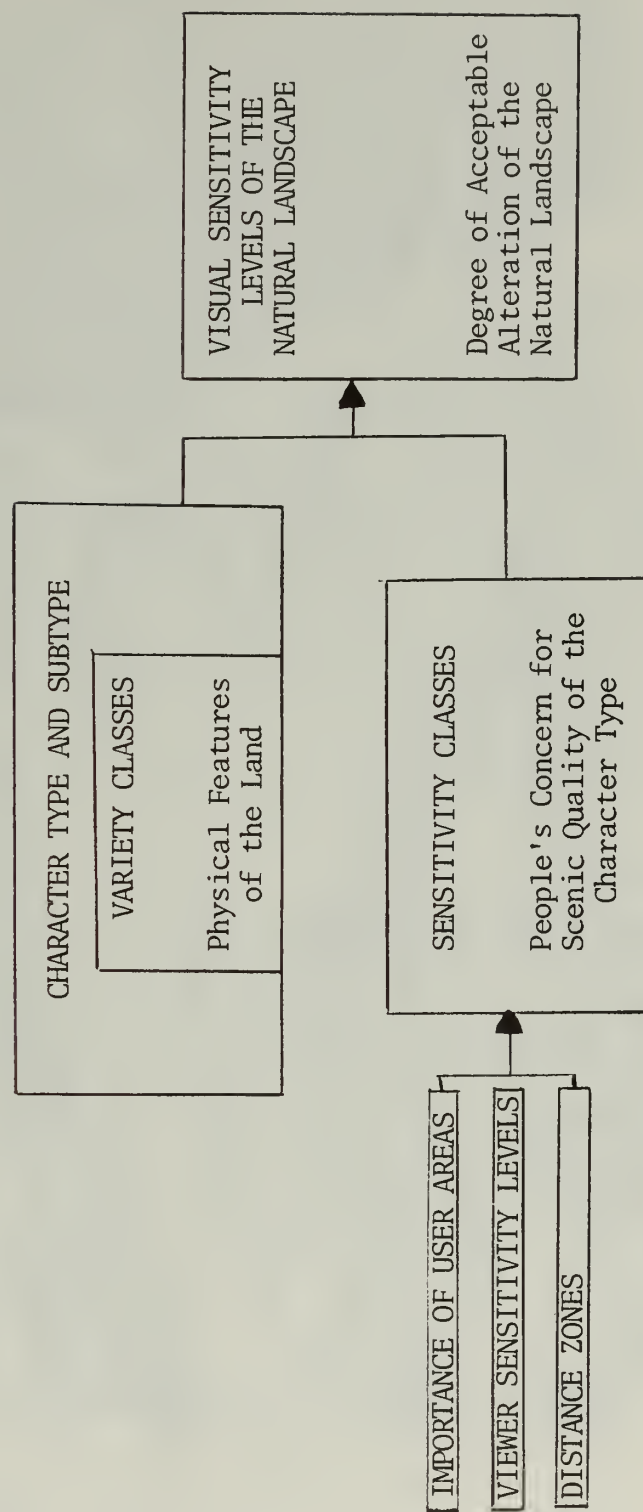 CHARACTER TYPE AND SUBTYPE
VARIETY CLASSES
Physical Features
of the Land
IMPORTANCE OF USER AREAS
VIEWER SENSITIVITY LEVELS
DISTANCE ZONES
SENSITIVITY CLASSES
People's Concern for
Scenic Quality of the
Character Type
VISUAL SENSITIVITY
LEVELS OF THE
NATURAL LANDSCAPE
Degree of Acceptable
Alteration of the
Natural Landscape